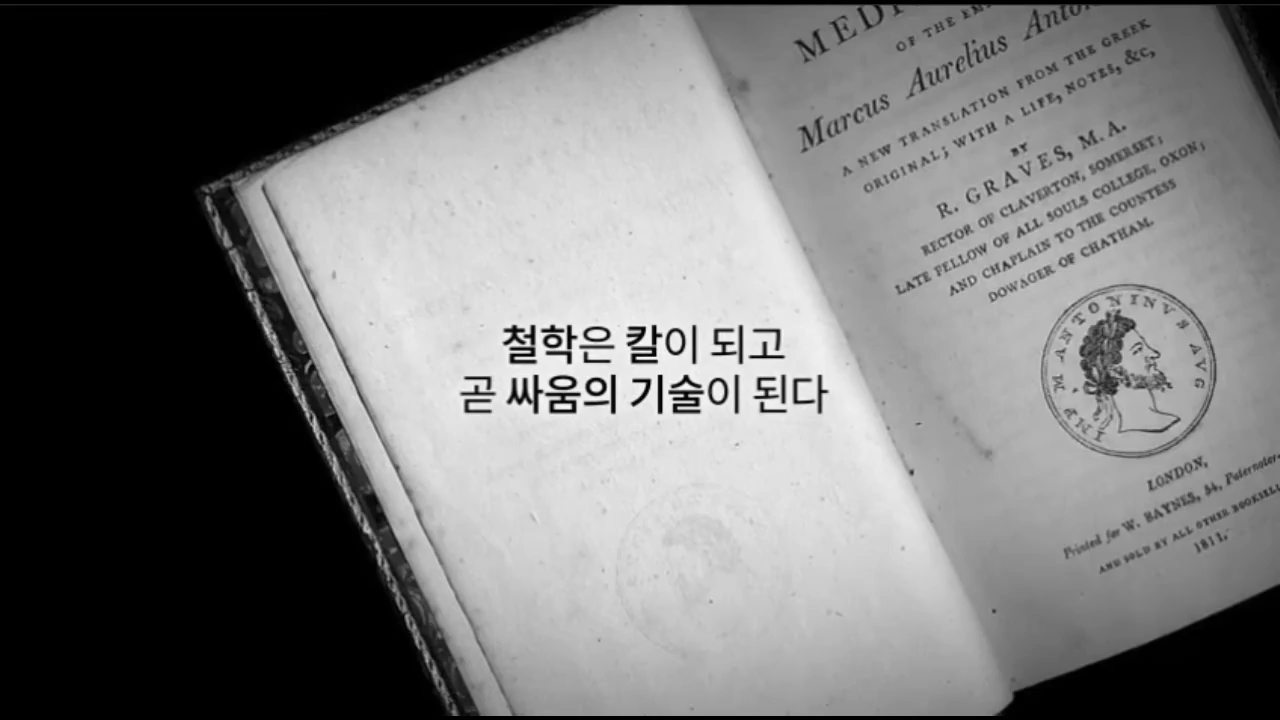 철학은 칼이 되고
곧 싸움의 기술이 된다
OF THE
Marcus Aurelius
A NEW TRANSLATION FROM THE GREEK
ORIGINAL; WITH A LIFE, NOTES, &c,
BY
R. GRAVES, M.A.
RECTOR OF CLAVERTON, SOMERSET;
LATE FELLOW OF ALL SOULS COLLEGE, OXON;
AND CHAPLAIN TO THE COUNTESS
DOWAGER OF CHATHAM.
IMP M ANTONINVS AVG
LONDON,
Printed for W. BAYNES, 54, Paternoster
AND SOLD BY ALL OTHER
1811.